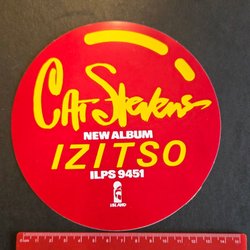 Cat Stevens
NEW ALBUM
IZITSO
ILPS 9451
ISLAND